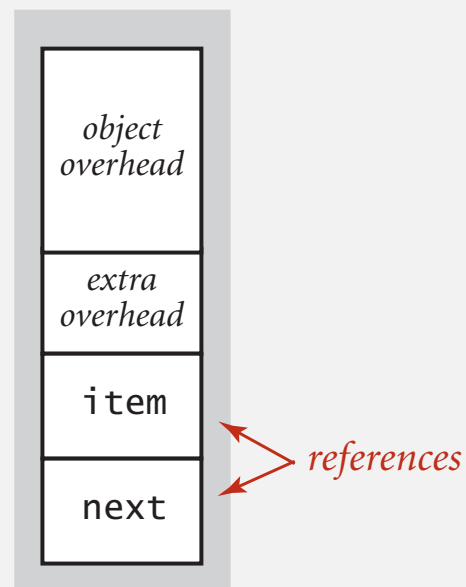 object
overhead
extra
overhead
item
references
next